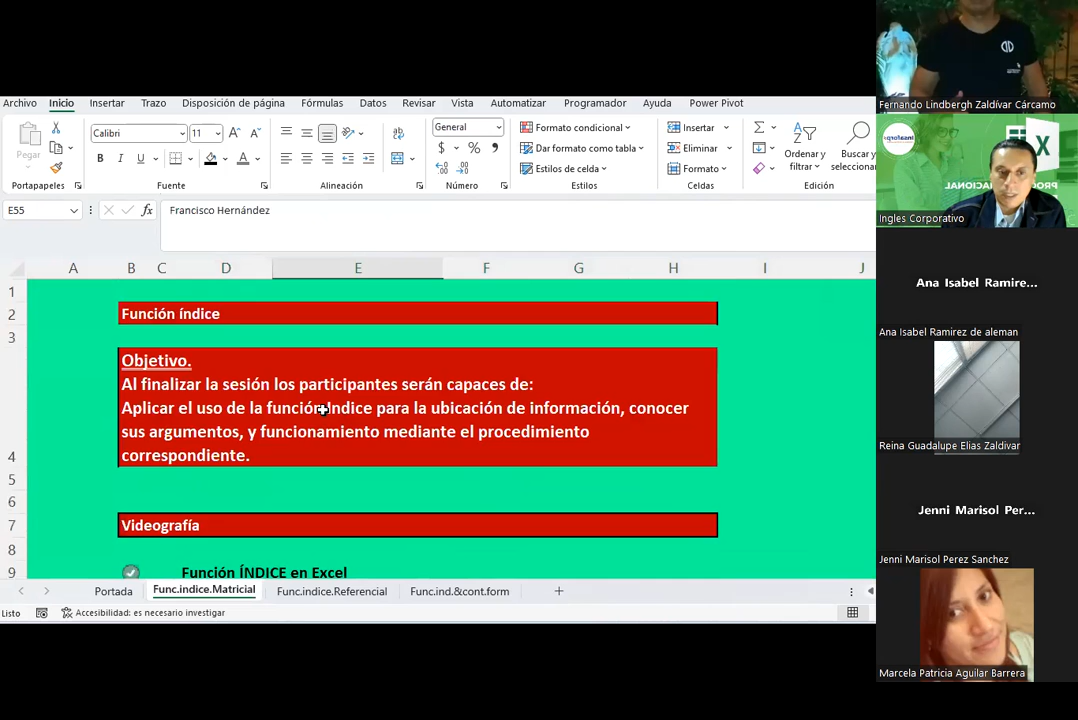 Archivo Inicio Insertar Trazo Disposición de página Fórmulas Datos Revisar Vista Automatizar Programador Ayuda Power Pivot
Pegar
Calibri 11
N K S
General
$ % 
Formato condicional
Dar formato como tabla
Estilos de celda
Insertar
Eliminar
Formato
Ordenar y
filtrar
Buscar y
seleccionar
Portapapeles Fuente Alineación Número Estilos Celdas Edición
E55 fx Francisco Hernández
A B C D E F G H I J
1
2 Función índice
3
Objetivo.
Al finalizar la sesión los participantes serán capaces de:
Aplicar el uso de la función índice para la ubicación de información, conocer
sus argumentos, y funcionamiento mediante el procedimiento
4 correspondiente.
5
6
7 Videografía
8
9 Función ÍNDICE en Excel
Portada Func.indice.Matricial Func.indice.Referencial Func.ind.&cont.form +
Listo Accesibilidad: es necesario investigar
Fernando Lindbergh Zaldívar Cárcamo
Insaforp
X
Ingles Corporativo
Ana Isabel Ramire...
Ana Isabel Ramirez de aleman
Reina Guadalupe Elias Zaldivar
Jenni Marisol Per...
Jenni Marisol Perez Sanchez
Marcela Patricia Aguilar Barrera